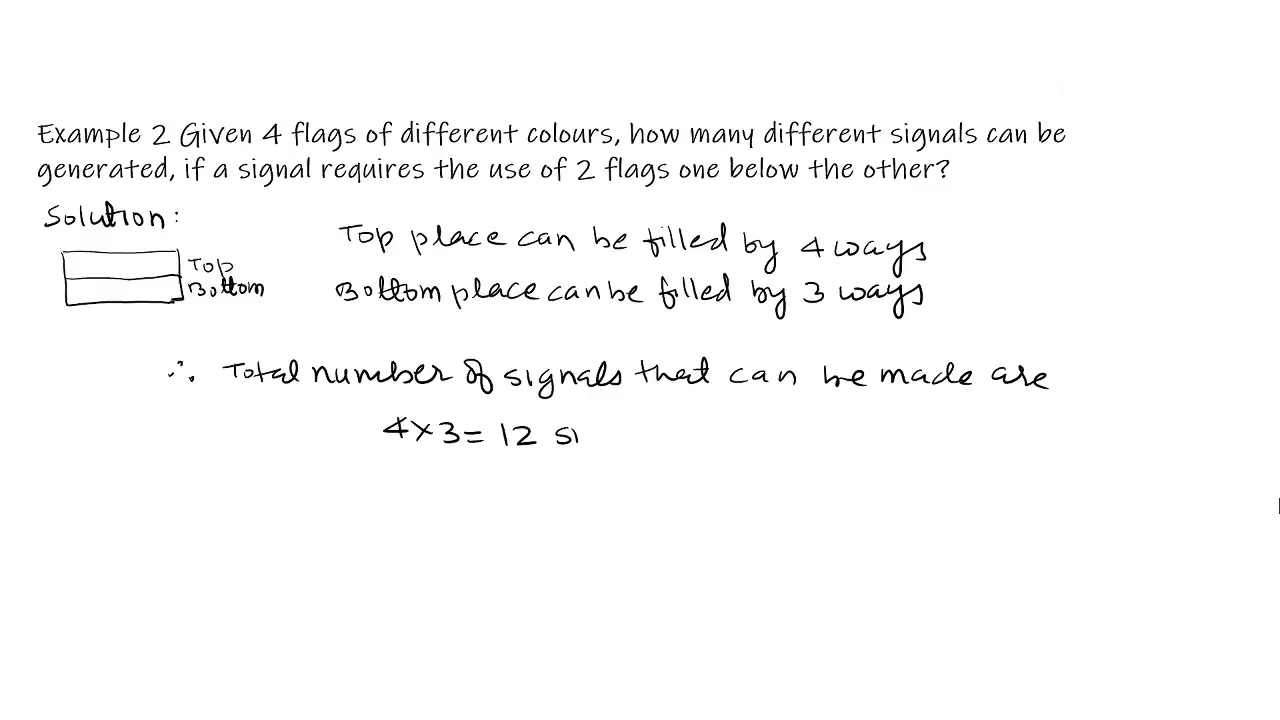 Example 2 Given 4 flags of different colours, how many different signals can be
generated, if a signal requires the use of 2 flags one below the other?
Solution:
Top
Bottom
Top place can be filled by 4 ways
Bottom place can be filled by 3 ways
∴ Total number of signals that can be made are
4×3= 12 si